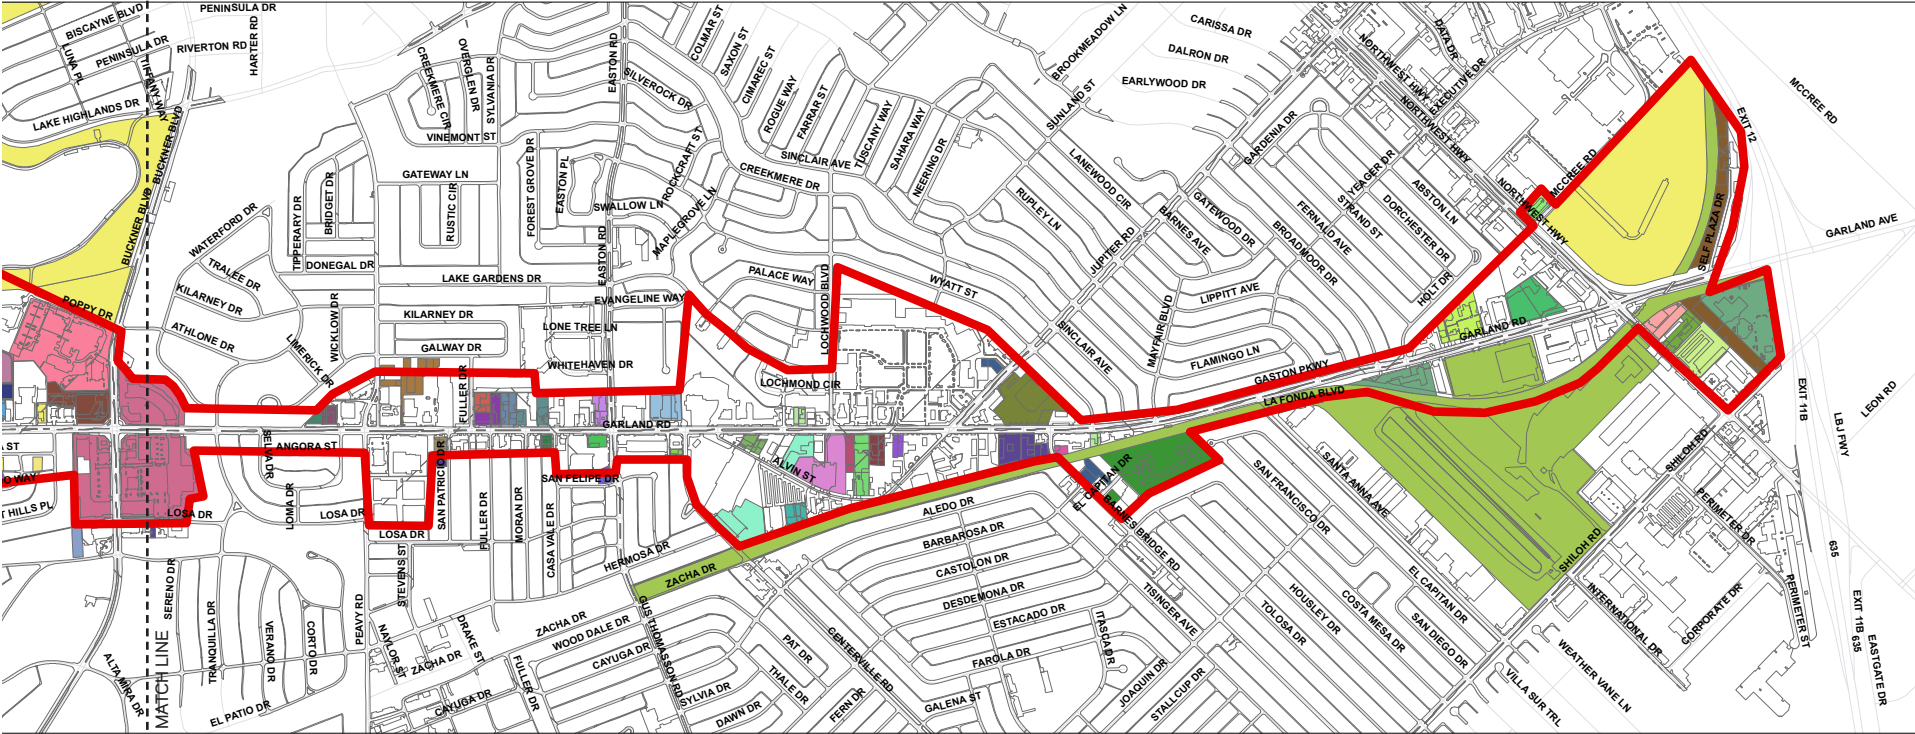 BISCAYNE BLVD
PENINSULA DR
HARTER RD
LUNA PL
PENINSULA DR
RIVERTON RD
TIFFANY WAY
LAKE HIGHLANDS DR
BUCKNER BLVD
BUCKNER BLVD
BUCKNER BLVD
POPPY DR
CREEKMERE CIR
OVERGLEN DR
SYLVANIA DR
VINEMONT ST
EASTON RD
SILVEROCK DR
COLMAR ST
SAXON ST
CIMAREC ST
ROGUE WAY
FARRAR ST
TUSCANY WAY
SAHARA WAY
NEERING DR
SINCLAIR AVE
CREEKMERE DR
ROCKCRAFT ST
MAPLEGROVE LN
SWALLOW LN
EASTON PL
FOREST GROVE DR
EASTON RD
GATEWAY LN
RUSTIC CIR
BRIDGET DR
TIPPERARY DR
DONEGAL DR
WATERFORD DR
TRALEE DR
KILARNEY DR
ATHLONE DR
LIMERICK DR
WICKLOW DR
LAKE GARDENS DR
EVANGELINE WAY
KILARNEY DR
LONE TREE LN
GALWAY DR
WHITEHAVEN DR
FULLER DR
PALACE WAY
LOCHWOOD BLVD
LOCHMOND CIR
WYATT ST
BROOKMEADOW LN
CARISSA DR
DALRON DR
EARLYWOOD DR
SUNLAND ST
LANEWOOD CIR
RUPLEY LN
JUPITER RD
BARNES AVE
GATEWOOD DR
GARDENIA DR
BROADMOOR DR
FERNALD AVE
STRAND ST
YEAGER DR
ABSTON LN
DORCHESTER DR
HOLT DR
LIPPITT AVE
MAYFAIR BLVD
SINCLAIR AVE
FLAMINGO LN
GASTON PKWY
LA FONDA BLVD
GARLAND RD
NORTHWEST HWY
NORTHWEST HWY
NORTHWEST HWY
DATA DR
EXECUTIVE DR
MCCREE RD
MCCREE RD
EXIT 12
SELF PLAZA DR
GARLAND AVE
EXIT 11B
LBJ FWY
LEON RD
A ST
O WAY
T HILLS PL
SELVA DR
ANGORA ST
LOMA DR
LOSA DR
LOSA DR
LOSA DR
GARLAND RD
SAN PATRICIO DR
SAN FELIPE DR
FULLER DR
MORAN DR
CASA VALE DR
HERMOSA DR
STEVENS ST
PEAVY RD
SERENO DR
TRANQUILLA DR
VERANO DR
CORTO DR
ALTA MIRA DR
MATCH LINE
EL PATIO DR
NAYLOR ST
DRAKE ST
ZACHA DR
CAYUGA DR
FULLER DR
ZACHA DR
WOOD DALE DR
CAYUGA DR
GUS THOMASSON RD
SYLVIA DR
DAWN DR
ZACHA DR
ALVIN ST
PAT DR
THALE DR
FERN DR
CENTERVILLE RD
ALEDO DR
BARBAROSA DR
CASTOLON DR
DESDEMONA DR
ESTACADO DR
FAROLA DR
GALENA ST
ITASCA DR
JOAQUIN DR
STALLCUP DR
TISINGER AVE
EL CAPITAN DR
BARNES BRIDGE RD
SAN FRANCISCO DR
SANTA ANNA AVE
TOLOSA DR
HOUSLEY DR
COSTA MESA DR
EL CAPITAN DR
SAN DIEGO DR
SHILOH RD
SHILOH RD
PERIMETER DR
INTERNATIONAL DR
CORPORATE DR
PERIMETER ST
WEATHER VANE LN
VILLA SUR TRL
635
EXIT 11B
635
EASTGATE DR